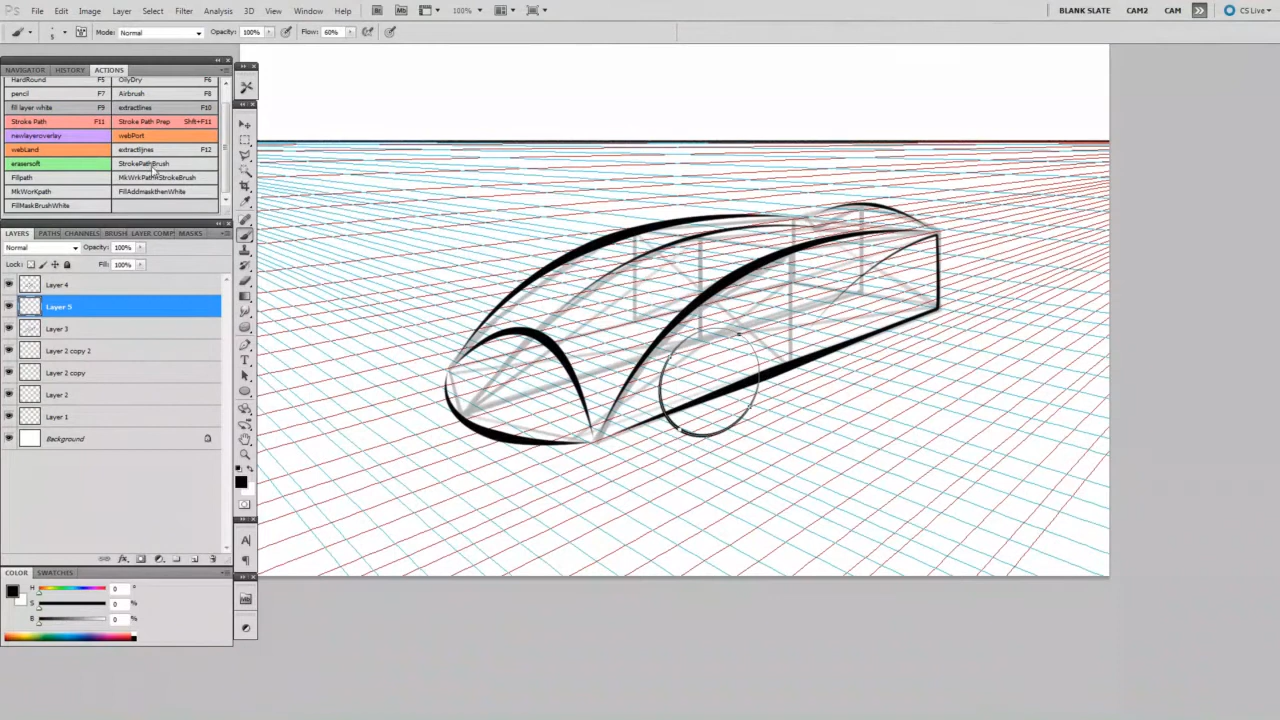 Ps File Edit Image Layer Select Filter Analysis 3D View Window Help Br Mb 100% BLANK SLATE CAM2 CAM CS Live
5 Mode: Normal Opacity: 100% Flow: 60%
NAVIGATOR HISTORY ACTIONS
HardRound F5 OilyDry F6
pencil F7 Airbrush F8
fill layer white F9 extractlines F10
Stroke Path F11 Stroke Path Prep Shft+F11
newlayeroverlay webPort
webLand extractlines F12
erasersoft StrokePathBrush
Fillpath MkWrkPathNStrokeBrush
MkWorKpath FillAddmaskthenWhite
FillMaskBrushWhite
LAYERS PATHS CHANNELS BRUSH LAYER COMP MASKS
Normal Opacity: 100%
Lock: Fill: 100%
Layer 4
Layer 5
Layer 3
Layer 2 copy 2
Layer 2 copy
Layer 2
Layer 1
Background
COLOR SWATCHES
H 0 °
S 0 %
B 0 %